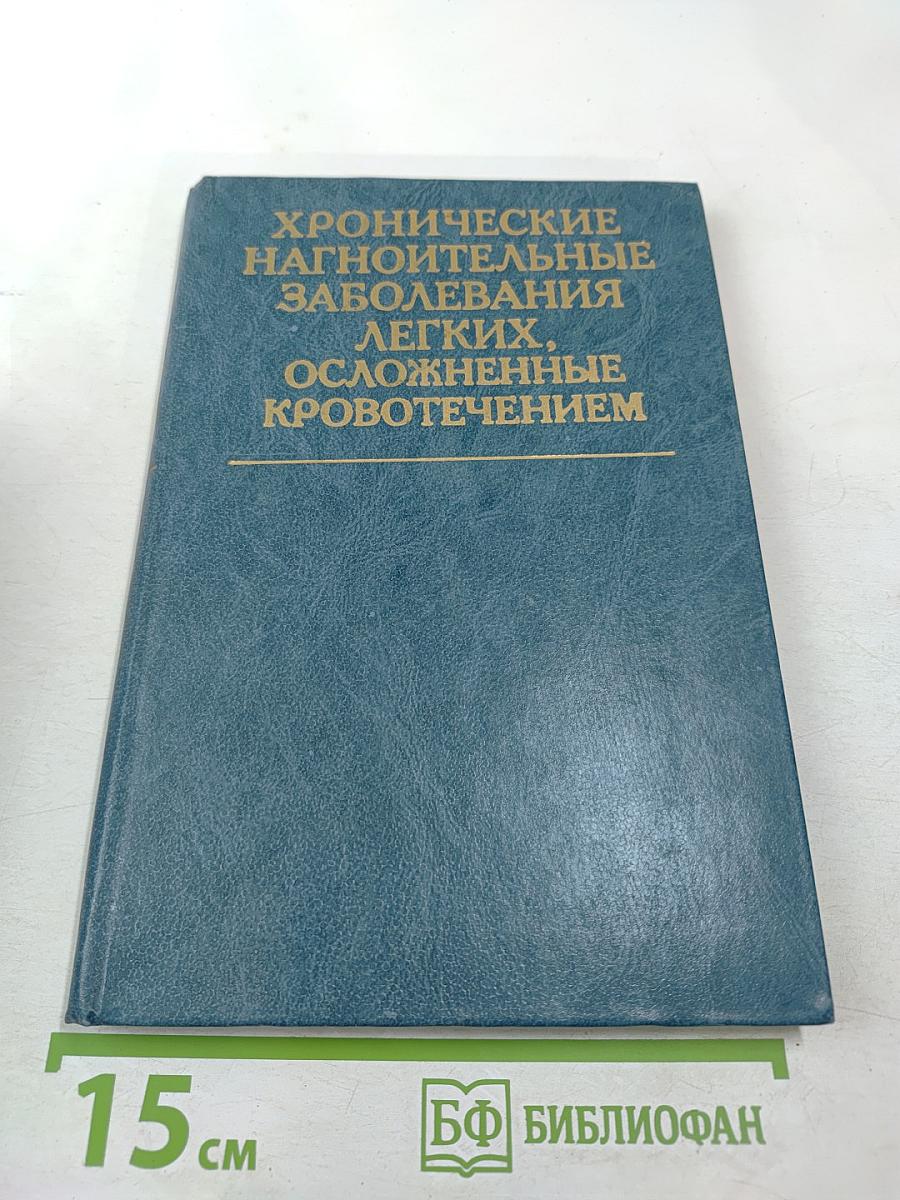 ХРОНИЧЕСКИЕ
НАГНОИТЕЛЬНЫЕ
ЗАБОЛЕВАНИЯ
ЛЕГКИХ,
ОСЛОЖНЕННЫЕ
КРОВОТЕЧЕНИЕМ
15 см
БФ БИБЛИОФАН